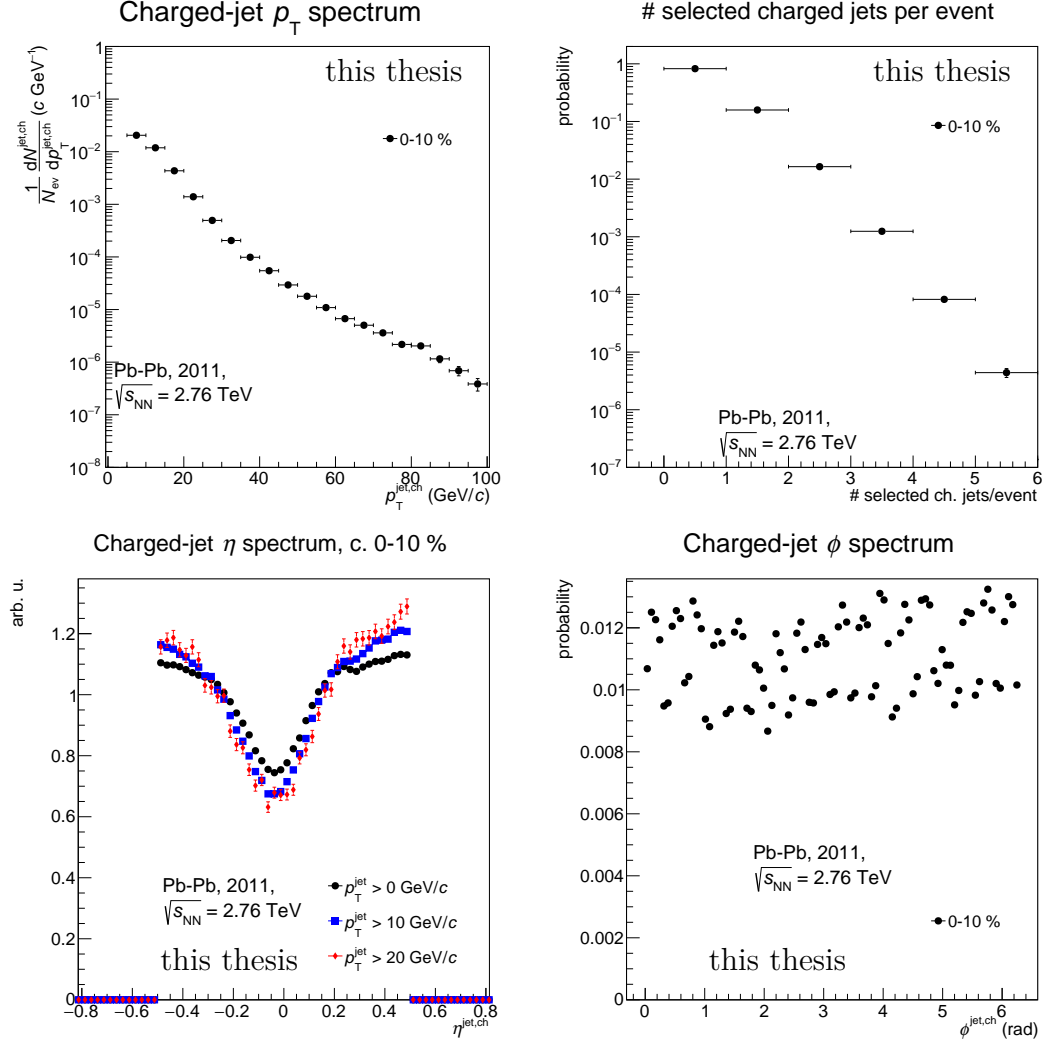 Charged-jet p_T spectrum
1/N_ev dN^jet,ch/dp_T^jet,ch (c GeV⁻¹)
this thesis
0-10 %
1
10⁻¹
10⁻²
10⁻³
10⁻⁴
10⁻⁵
10⁻⁶
10⁻⁷
10⁻⁸
Pb-Pb, 2011,
√s_NN = 2.76 TeV
0 20 40 60 80 100
p_T^jet,ch (GeV/c)
# selected charged jets per event
probability
this thesis
0-10 %
1
10⁻¹
10⁻²
10⁻³
10⁻⁴
10⁻⁵
10⁻⁶
10⁻⁷
Pb-Pb, 2011,
√s_NN = 2.76 TeV
0 1 2 3 4 5 6
# selected ch. jets/event
Charged-jet η spectrum, c. 0-10 %
arb. u.
1.2
1
0.8
0.6
0.4
0.2
0
Pb-Pb, 2011,
√s_NN = 2.76 TeV
this thesis
p_T^jet > 0 GeV/c
p_T^jet > 10 GeV/c
p_T^jet > 20 GeV/c
−0.8 −0.6 −0.4 −0.2 0 0.2 0.4 0.6 0.8
η^jet,ch
Charged-jet ϕ spectrum
probability
0.012
0.01
0.008
0.006
0.004
0.002
0
Pb-Pb, 2011,
√s_NN = 2.76 TeV
0-10 %
this thesis
0 1 2 3 4 5 6
ϕ^jet,ch (rad)